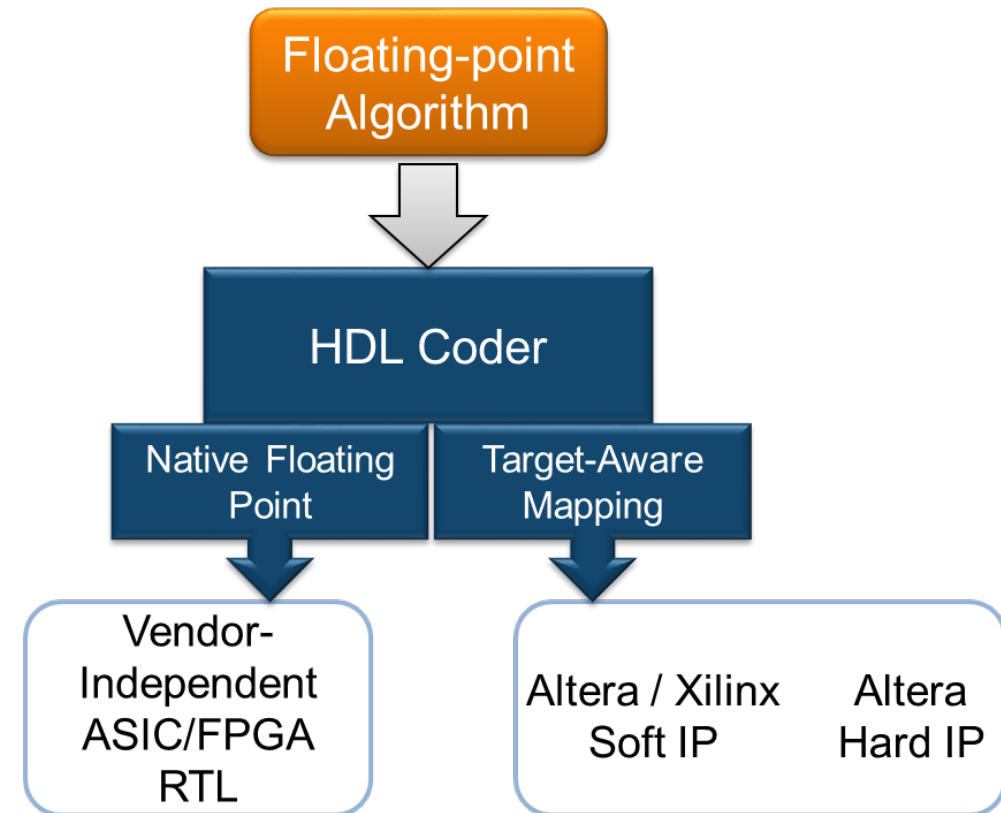 Floating-point
Algorithm
HDL Coder
Native Floating
Point
Target-Aware
Mapping
Vendor-
Independent
ASIC/FPGA
RTL
Altera / Xilinx
Soft IP
Altera
Hard IP